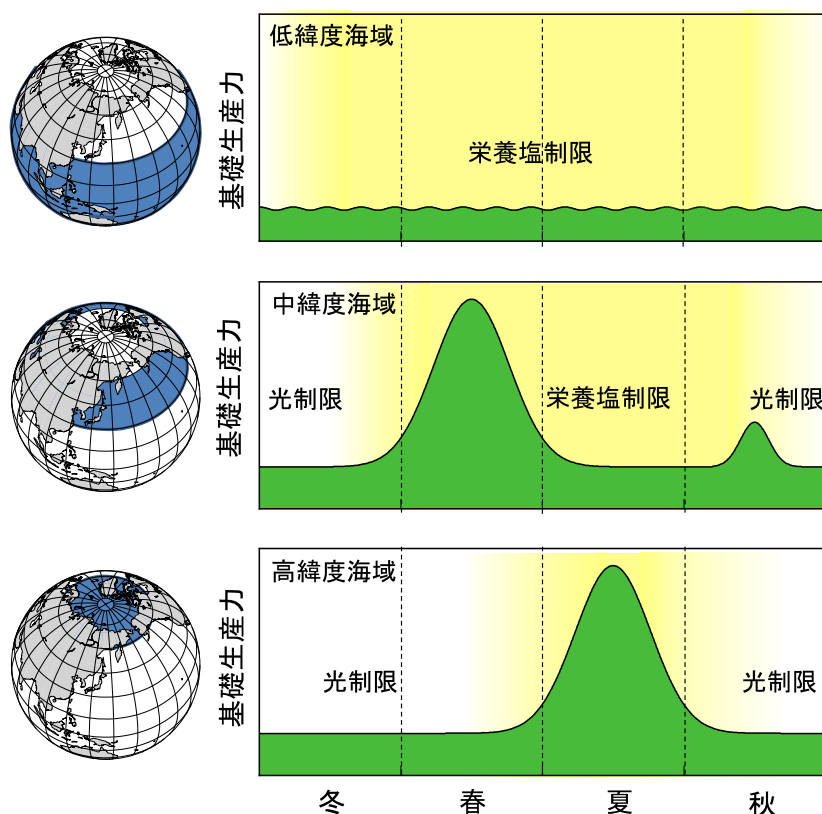 低緯度海域
基礎生産力
栄養塩制限
中緯度海域
基礎生産力
光制限
栄養塩制限
光制限
高緯度海域
基礎生産力
光制限
光制限
冬
春
夏
秋